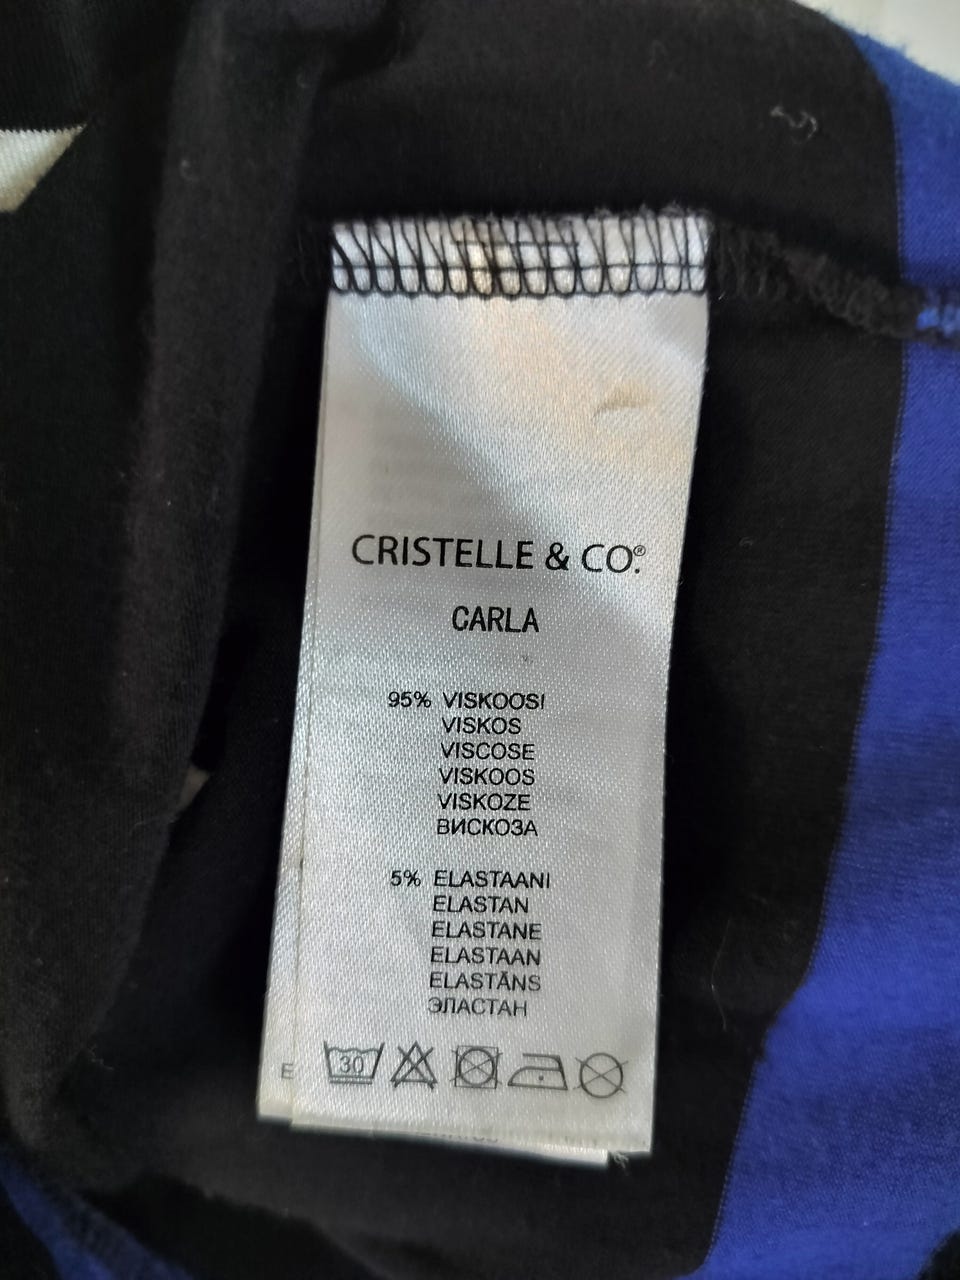 CRISTELLE & CO.®
CARLA
95% VISKOOSI
VISKOS
VISCOSE
VISKOOS
VISKOZE
ВИСКОЗА
5% ELASTAANI
ELASTAN
ELASTANE
ELASTAAN
ELASTĀNS
ЭЛАСТАН
E
30